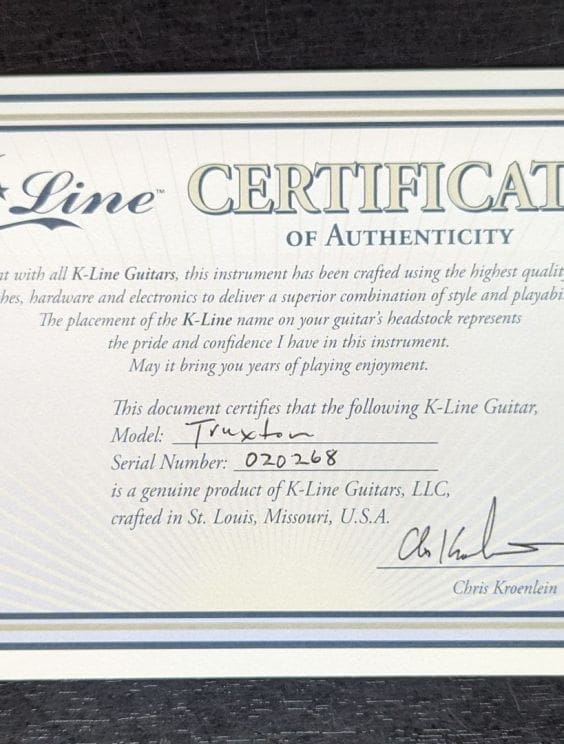 Line™
CERTIFICAT
OF AUTHENTICITY
nt with all K-Line Guitars, this instrument has been crafted using the highest qualit
hes, hardware and electronics to deliver a superior combination of style and playabi
The placement of the K-Line name on your guitar's headstock represents
the pride and confidence I have in this instrument.
May it bring you years of playing enjoyment.
This document certifies that the following K-Line Guitar,
Model: Truxton
Serial Number: 020268
is a genuine product of K-Line Guitars, LLC,
crafted in St. Louis, Missouri, U.S.A.
Chris Kroenlein